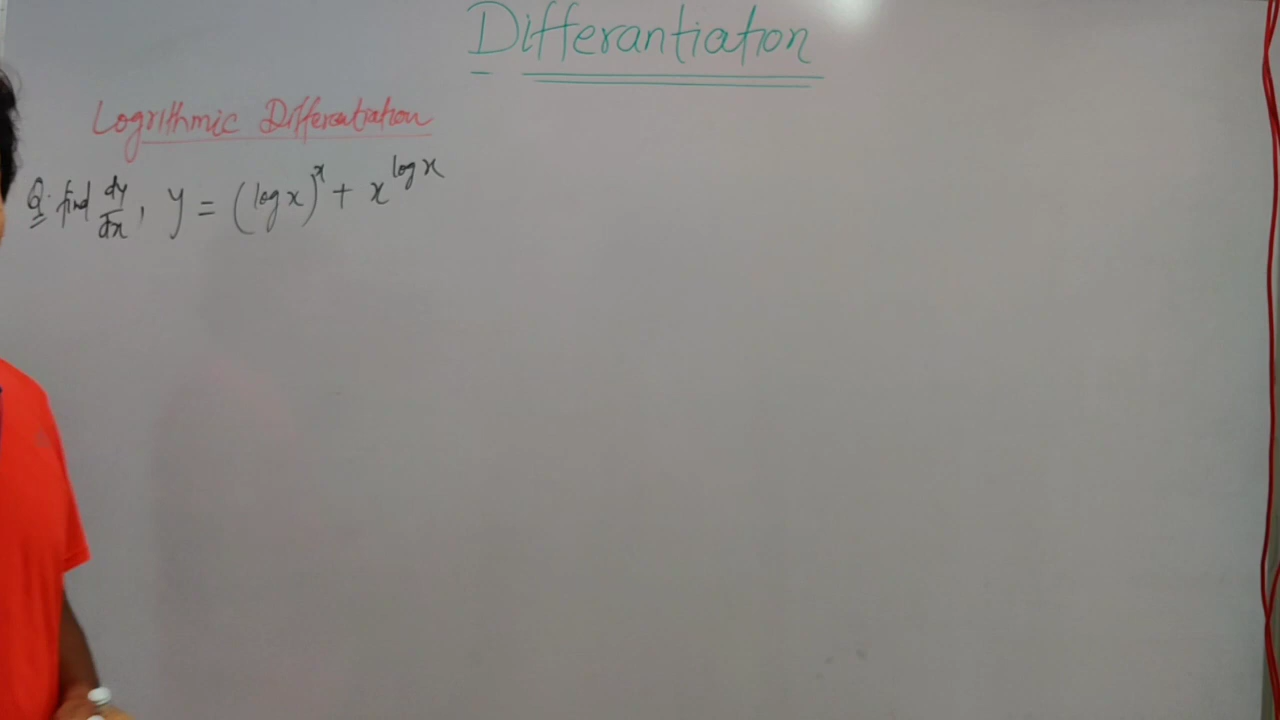 Differantiation
Logrithmic Differentiation
Q. find dy/dx, y = (log x)^x + x^log x